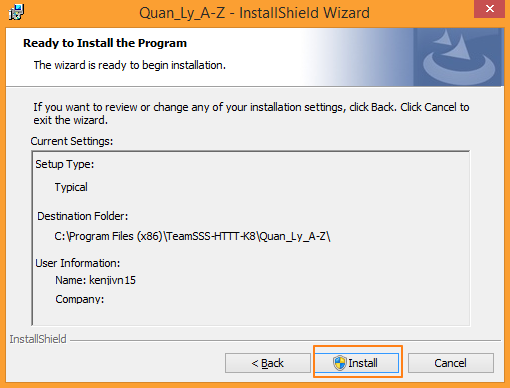 Quan_Ly_A-Z - InstallShield Wizard
Ready to Install the Program
The wizard is ready to begin installation.
If you want to review or change any of your installation settings, click Back. Click Cancel to
exit the wizard.
Current Settings:
Setup Type:
Typical
Destination Folder:
C:\Program Files (x86)\TeamSSS-HTTT-K8\Quan_Ly_A-Z\
User Information:
Name: kenjivn15
Company:
InstallShield
< Back
Install
Cancel